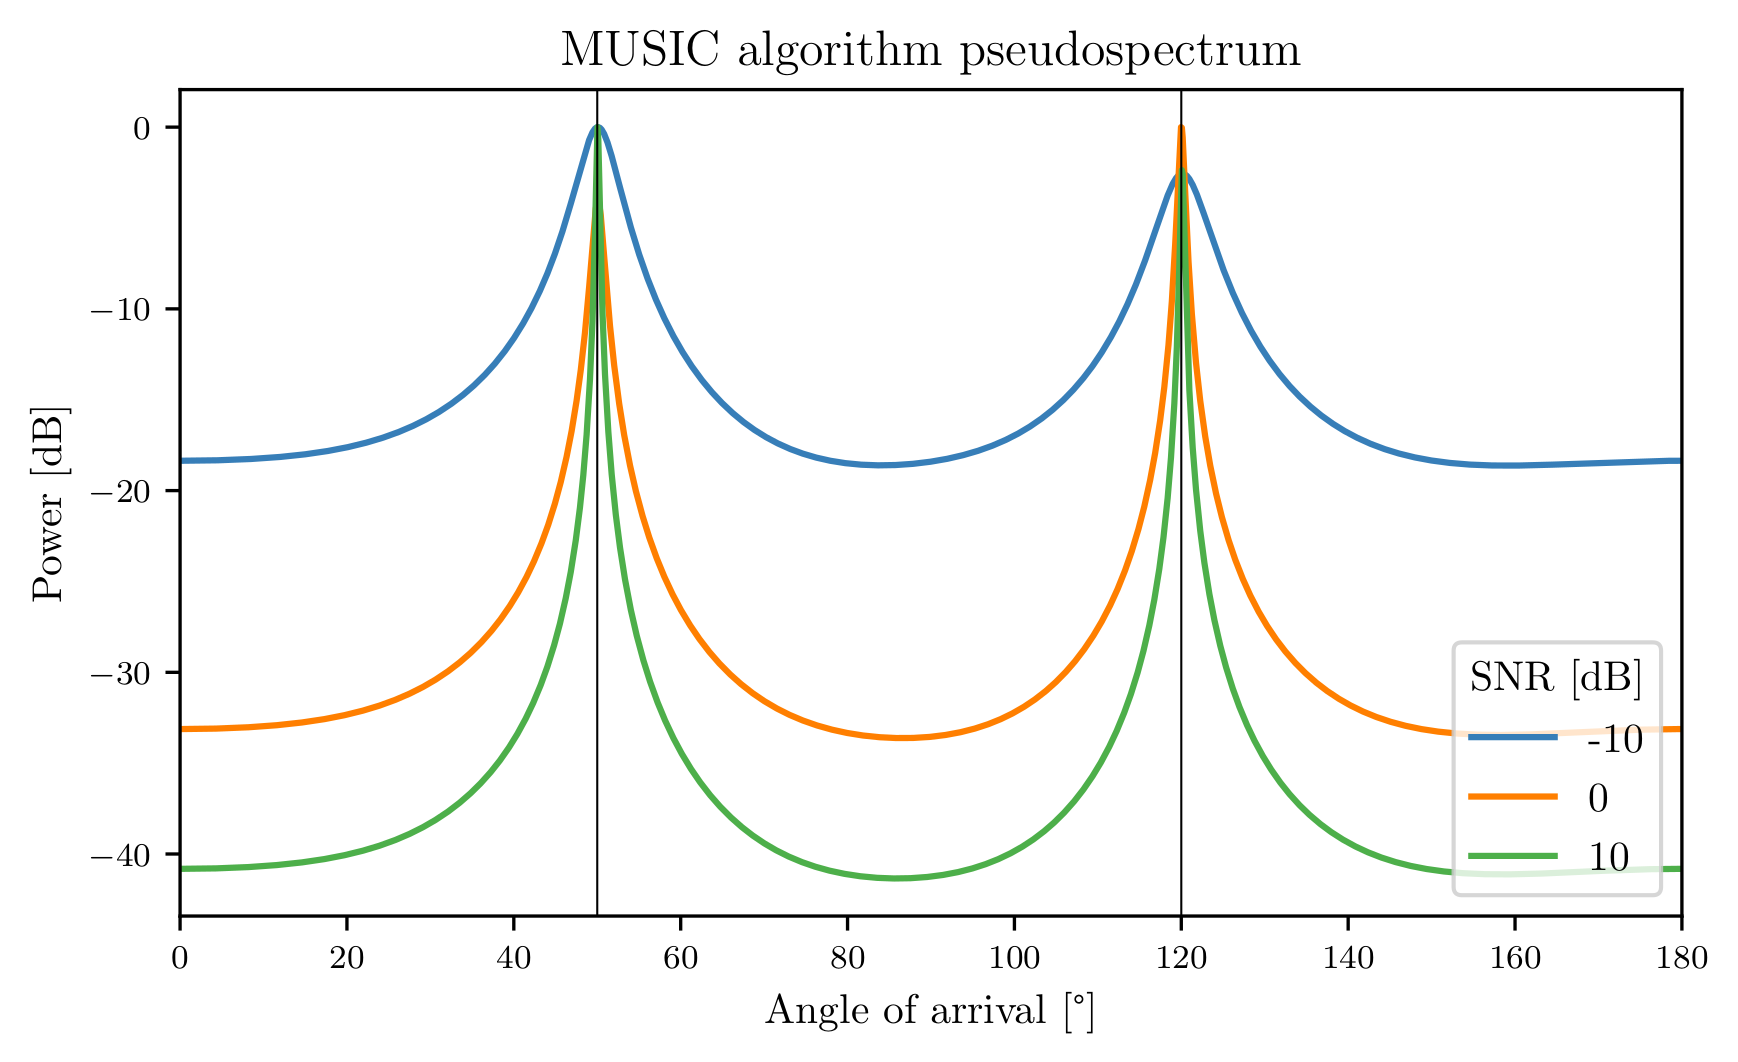 MUSIC algorithm pseudospectrum
0
−10
−20
−30
−40
Power [dB]
SNR [dB]
-10
0
10
0 20 40 60 80 100 120 140 160 180
Angle of arrival [°]